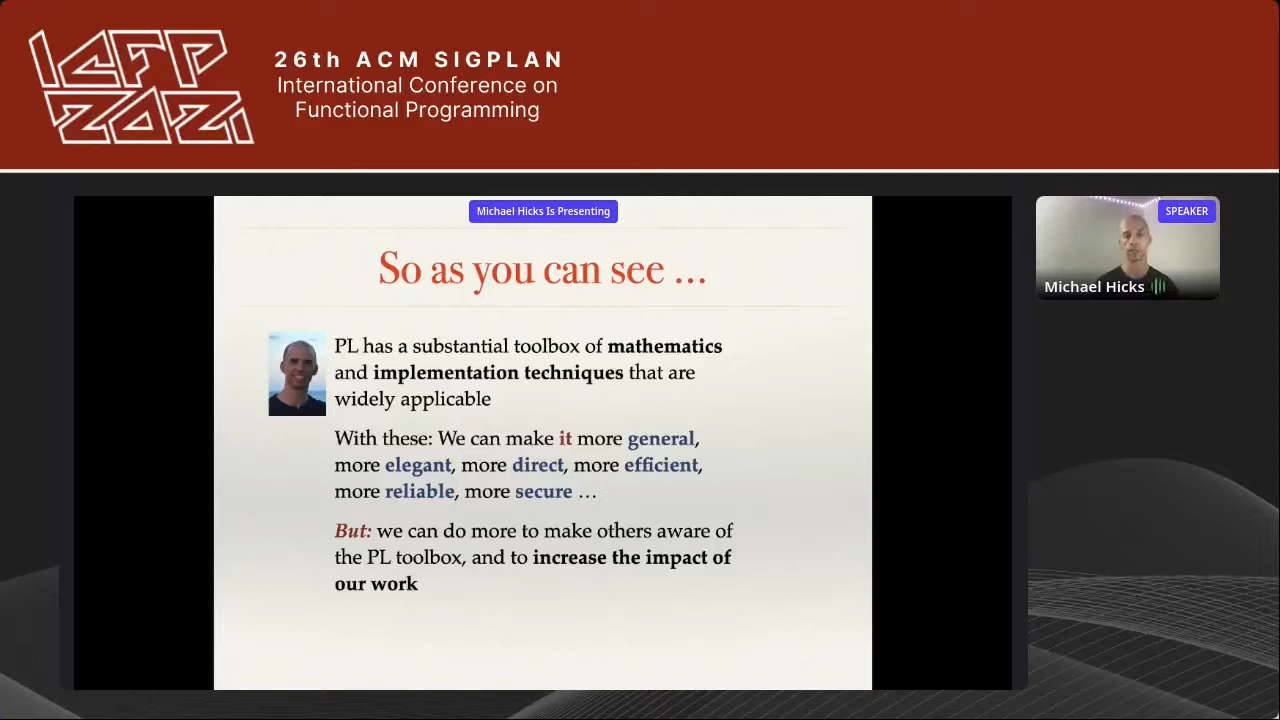 ICFP
2021
26th ACM SIGPLAN
International Conference on
Functional Programming
Michael Hicks Is Presenting
SPEAKER
Michael Hicks
So as you can see ...
PL has a substantial toolbox of mathematics
and implementation techniques that are
widely applicable
With these: We can make it more general,
more elegant, more direct, more efficient,
more reliable, more secure ...
But: we can do more to make others aware of
the PL toolbox, and to increase the impact of
our work